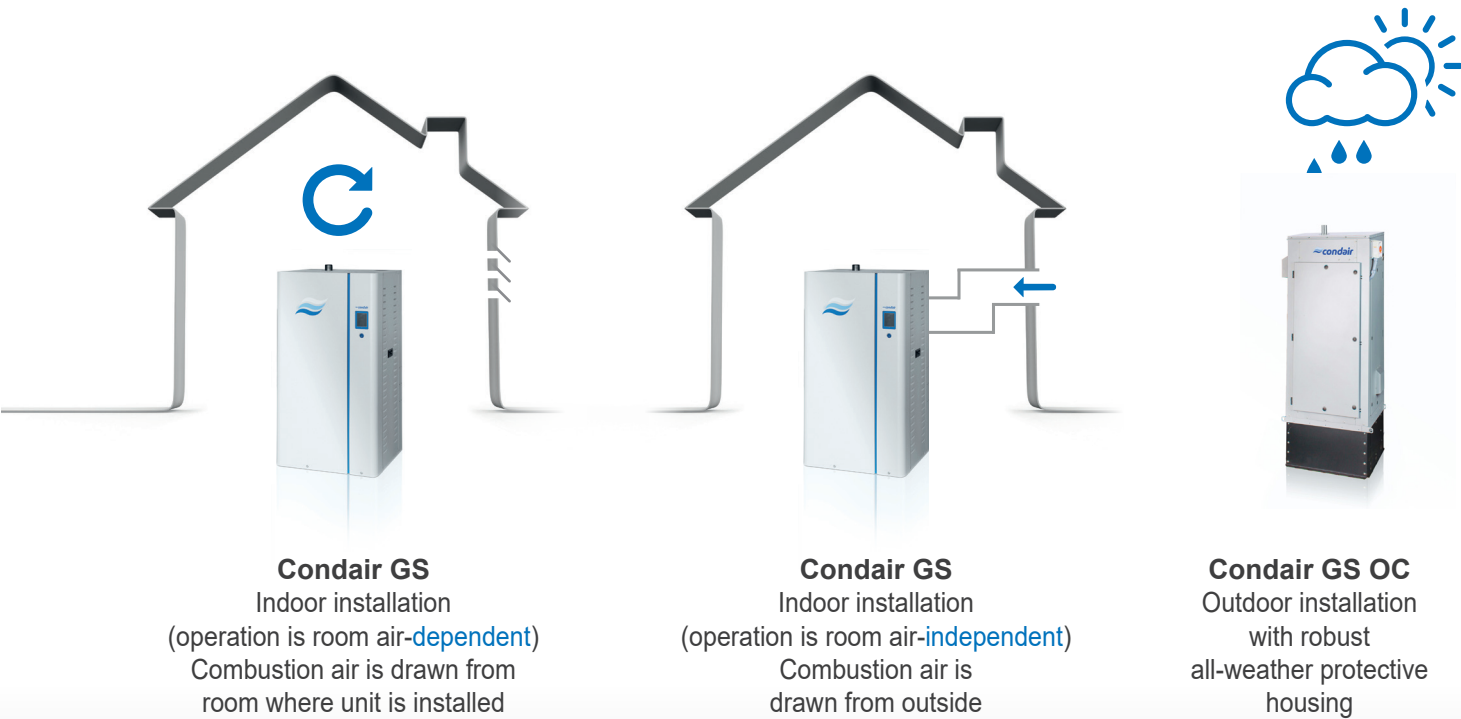 condair
condair
condair
Condair GS
Indoor installation
(operation is room air-dependent)
Combustion air is drawn from
room where unit is installed
Condair GS
Indoor installation
(operation is room air-independent)
Combustion air is
drawn from outside
Condair GS OC
Outdoor installation
with robust
all-weather protective
housing